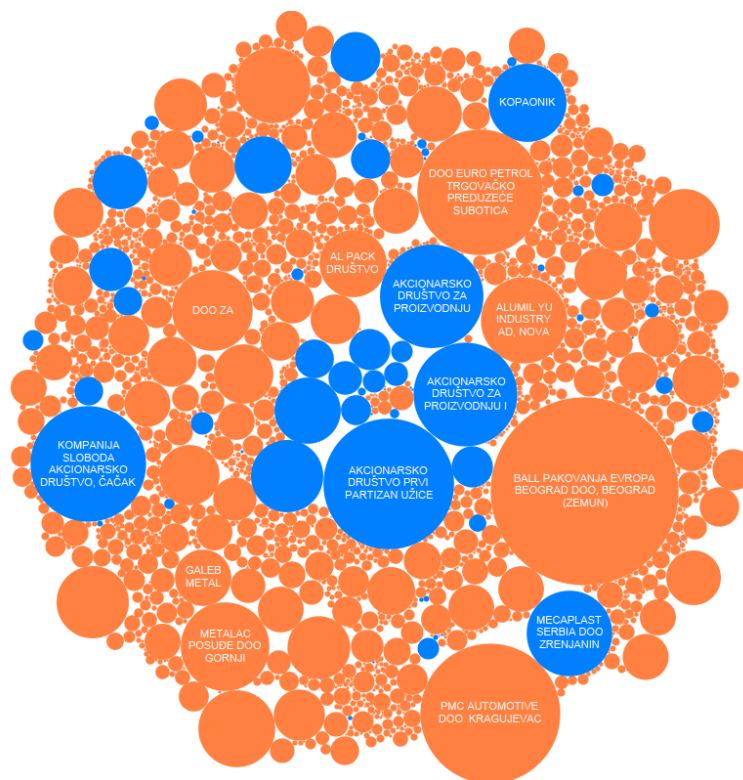 KOPAONIK
DOO EURO PETROL
TRGOVAČKO
PREDUZEĆE
SUBOTICA
AL PACK
DRUŠTVO
AKCIONARSKO
DRUŠTVO ZA
PROIZVODNJU
DOO ZA
ALUMIL YU
INDUSTRY
AD, NOVA
AKCIONARSKO
DRUŠTVO ZA
PROIZVODNJU I
KOMPANIJA
SLOBODA
AKCIONARSKO
DRUŠTVO, ČAČAK
AKCIONARSKO
DRUŠTVO PRVI
PARTIZAN UŽICE
BALL PAKOVANJA EVROPA
BEOGRAD DOO, BEOGRAD
(ZEMUN)
GALEB
METAL
METALAC
POSUĐE DOO
GORNJI
MECAPLAST
SERBIA DOO
ZRENJANIN
PMC AUTOMOTIVE
DOO KRAGUJEVAC